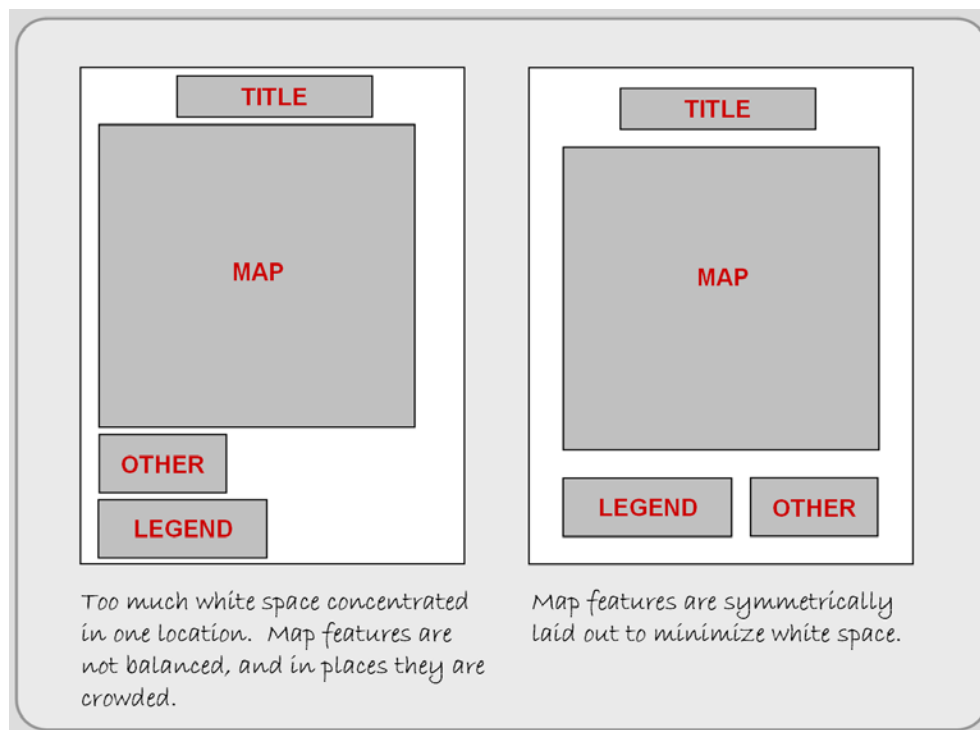 TITLE
MAP
OTHER
LEGEND
Too much white space concentrated
in one location. Map features are
not balanced, and in places they are
crowded.
TITLE
MAP
LEGEND OTHER
Map features are symmetrically
laid out to minimize white space.